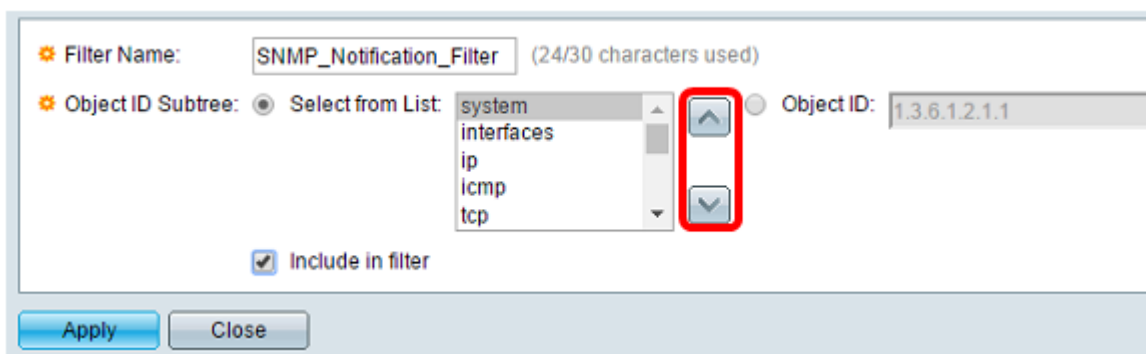 Filter Name: SNMP_Notification_Filter (24/30 characters used)
Object ID Subtree: Select from List: system Object ID: 1.3.6.1.2.1.1
interfaces
ip
icmp
tcp
Include in filter
Apply Close